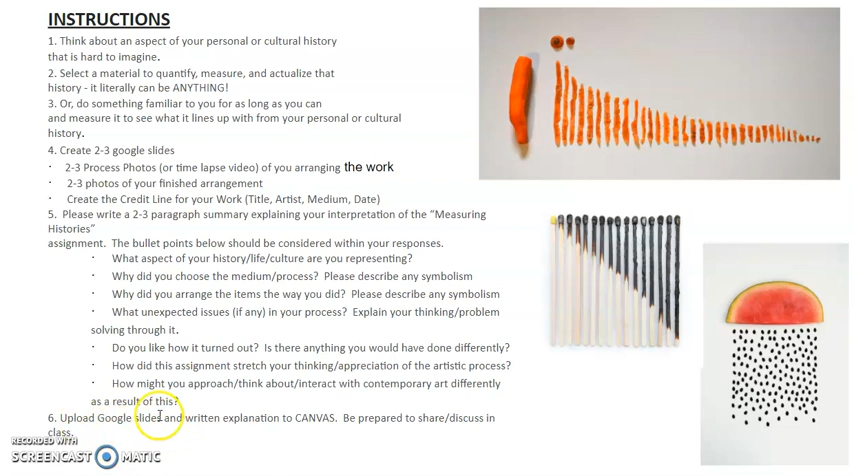 INSTRUCTIONS
1. Think about an aspect of your personal or cultural history
that is hard to imagine.
2. Select a material to quantify, measure, and actualize that
history - it literally can be ANYTHING!
3. Or, do something familiar to you for as long as you can
and measure it to see what it lines up with from your personal or cultural
history.
4. Create 2-3 google slides
· 2-3 Process Photos (or time lapse video) of you arranging the work
· 2-3 photos of your finished arrangement
· Create the Credit Line for your Work (Title, Artist, Medium, Date)
5. Please write a 2-3 paragraph summary explaining your interpretation of the “Measuring
Histories”
assignment. The bullet points below should be considered within your responses.
· What aspect of your history/life/culture are you representing?
· Why did you choose the medium/process? Please describe any symbolism
· Why did you arrange the items the way you did? Please describe any symbolism
· What unexpected issues (if any) in your process? Explain your thinking/problem
solving through it.
· Do you like how it turned out? Is there anything you would have done differently?
· How did this assignment stretch your thinking/appreciation of the artistic process?
· How might you approach/think about/interact with contemporary art differently
as a result of this?
6. Upload Google slides and written explanation to CANVAS. Be prepared to share/discuss in
class.
RECORDED WITH
SCREENCAST MATIC